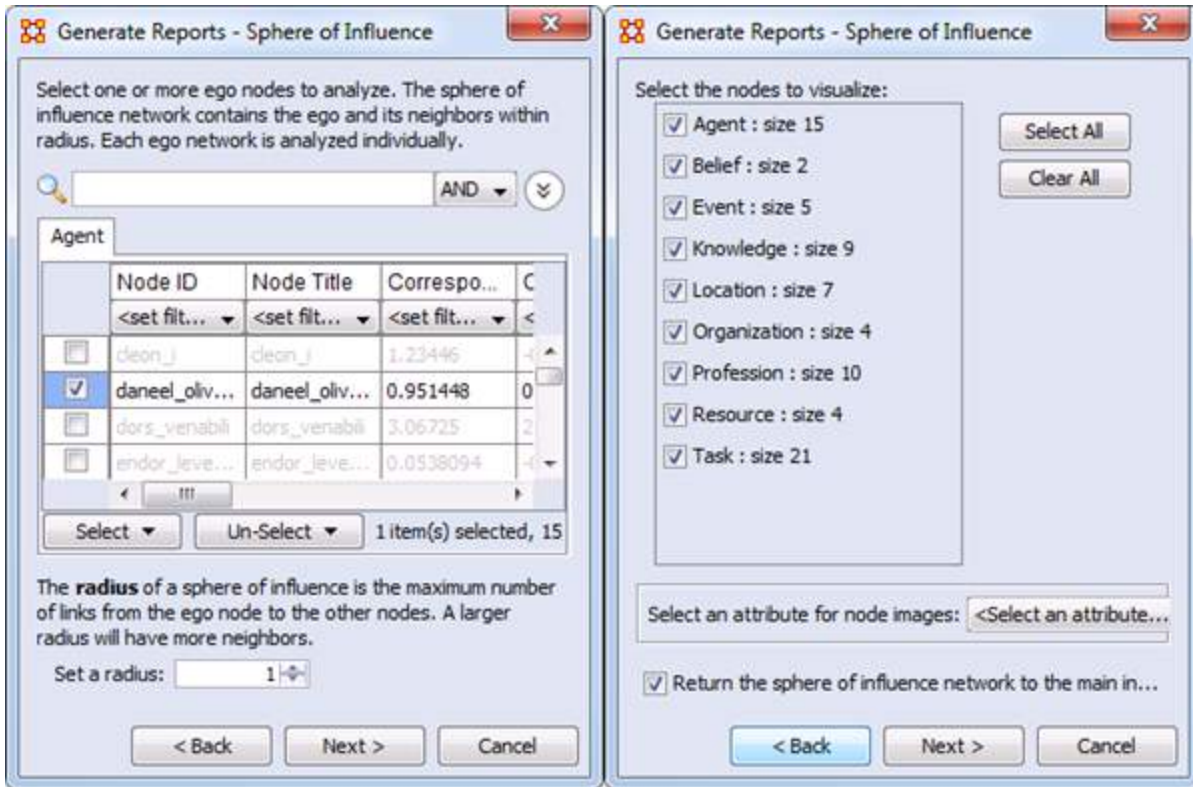 Generate Reports - Sphere of Influence
Select one or more ego nodes to analyze. The sphere of
influence network contains the ego and its neighbors within
radius. Each ego network is analyzed individually.
AND
Agent
Node ID Node Title Correspo... C
<set filt... <set filt... <set filt... <
cleon_i cleon_i 1.23446
daneel_oliv... daneel_oliv... 0.951448 0
dors_venabili dors_venabili 3.06725 2
endor_leve... endor_leve... 0.0538094
Select Un-Select 1 item(s) selected, 15
The radius of a sphere of influence is the maximum number
of links from the ego node to the other nodes. A larger
radius will have more neighbors.
Set a radius: 1
< Back Next > Cancel
Generate Reports - Sphere of Influence
Select the nodes to visualize:
Agent : size 15
Belief : size 2
Event : size 5
Knowledge : size 9
Location : size 7
Organization : size 4
Profession : size 10
Resource : size 4
Task : size 21
Select All
Clear All
Select an attribute for node images: <Select an attribute...
Return the sphere of influence network to the main in...
< Back Next > Cancel